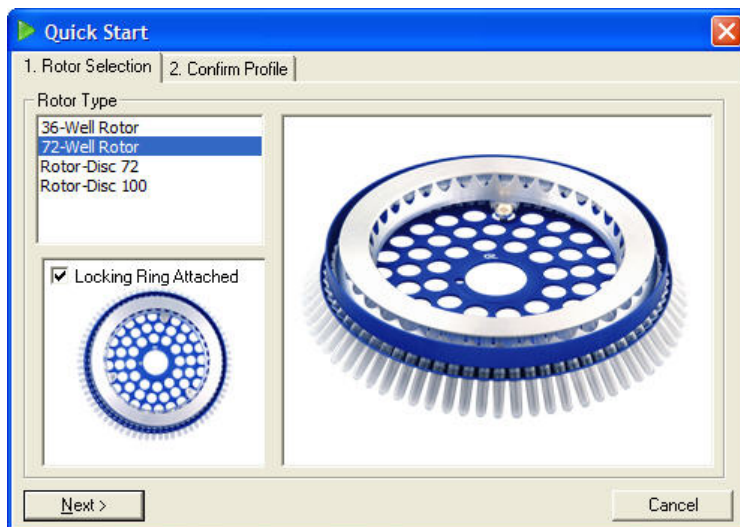 Quick Start
1. Rotor Selection
2. Confirm Profile
Rotor Type
36-Well Rotor
72-Well Rotor
Rotor-Disc 72
Rotor-Disc 100
Locking Ring Attached
Next >
Cancel